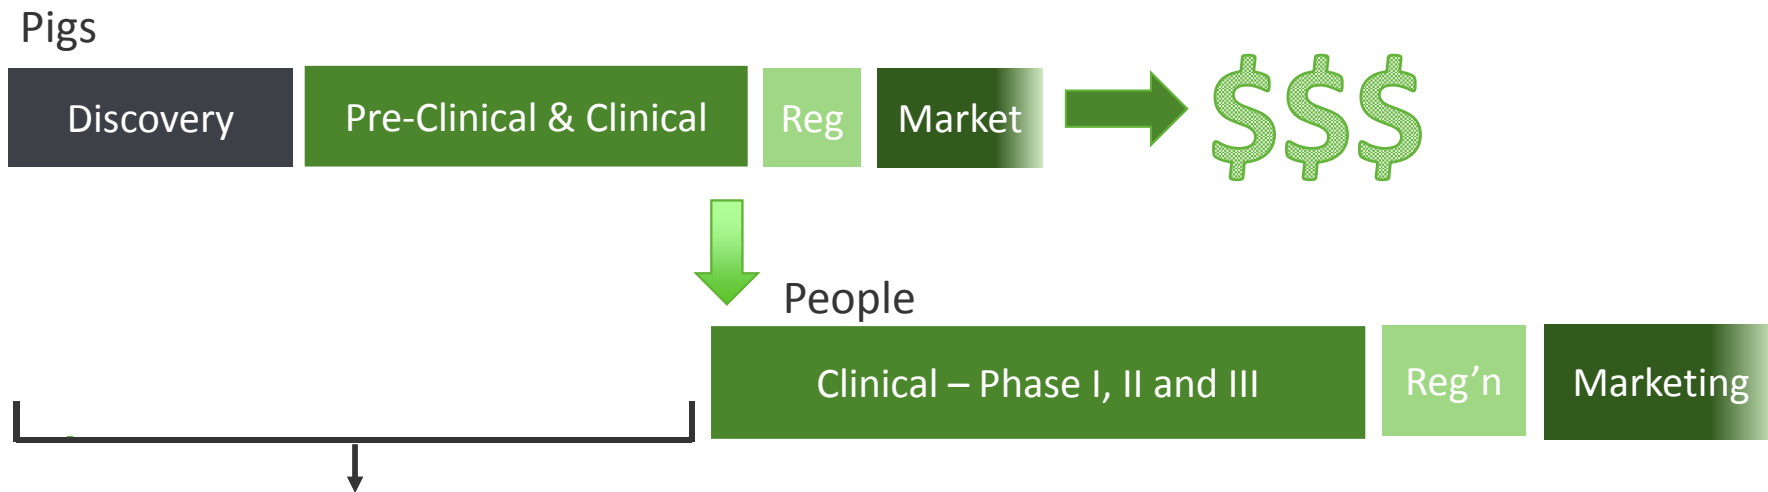 Pigs
Discovery
Pre-Clinical & Clinical
Reg
Market
$$$
People
Clinical – Phase I, II and III
Reg’n
Marketing